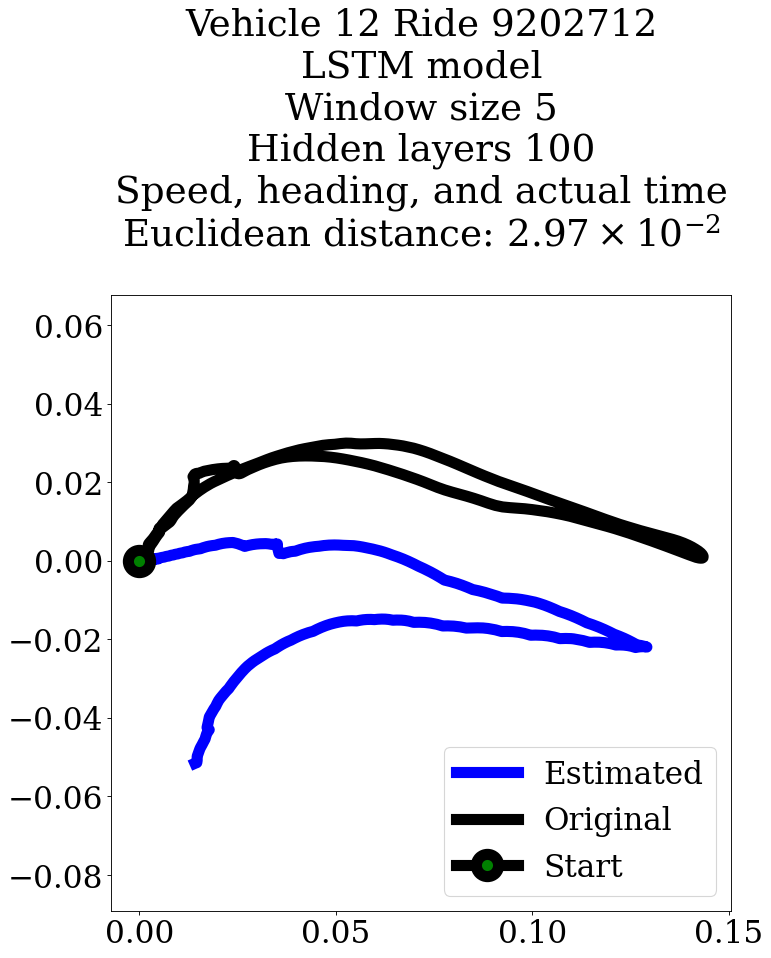 Vehicle 12 Ride 9202712
LSTM model
Window size 5
Hidden layers 100
Speed, heading, and actual time
Euclidean distance: 2.97 × 10⁻²
0.06
0.04
0.02
0.00
−0.02
−0.04
−0.06
−0.08
Estimated
Original
Start
0.00 0.05 0.10 0.15